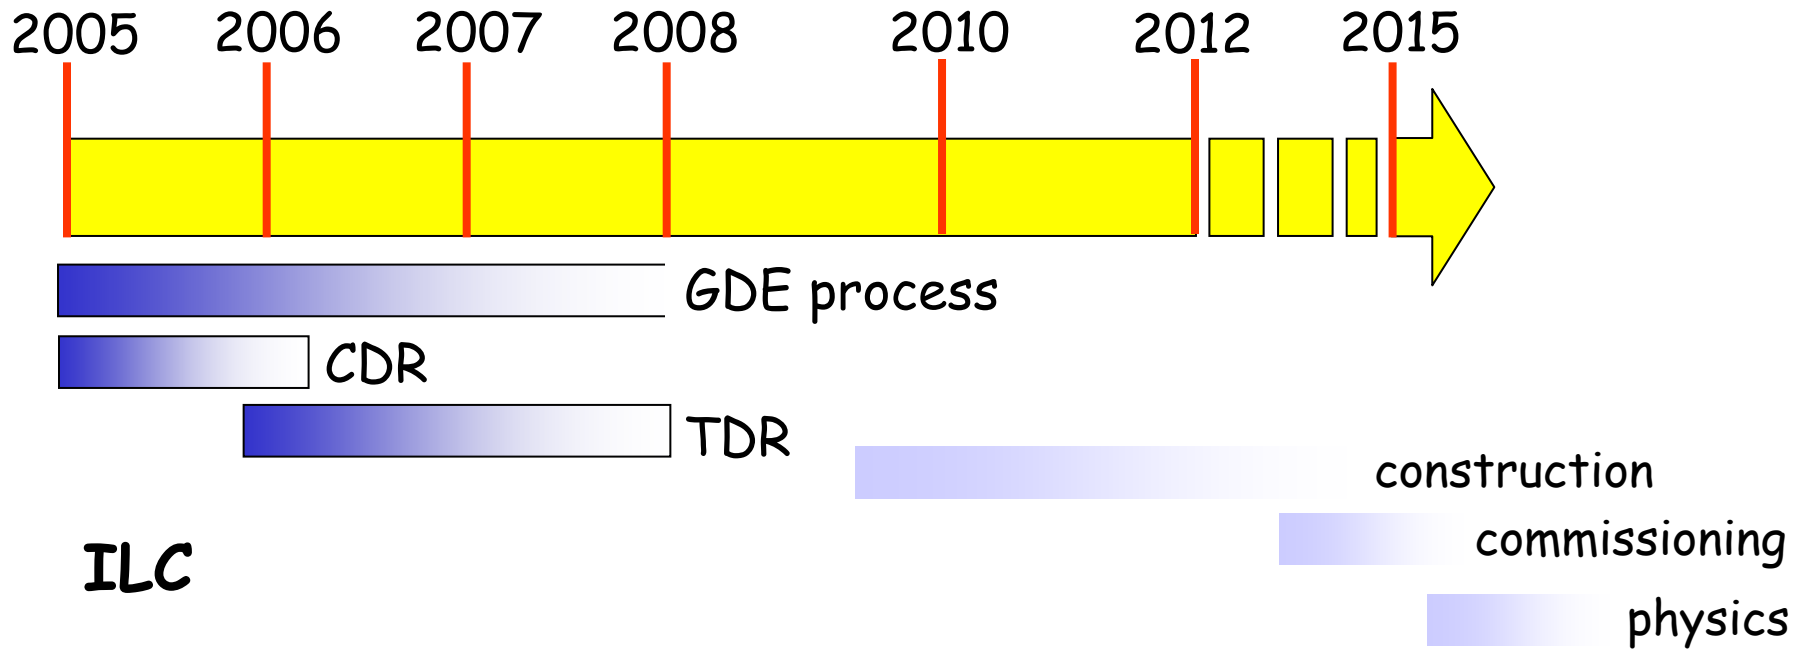 2005 2006 2007 2008 2010 2012 2015
GDE process
CDR
TDR
construction
commissioning
ILC
physics